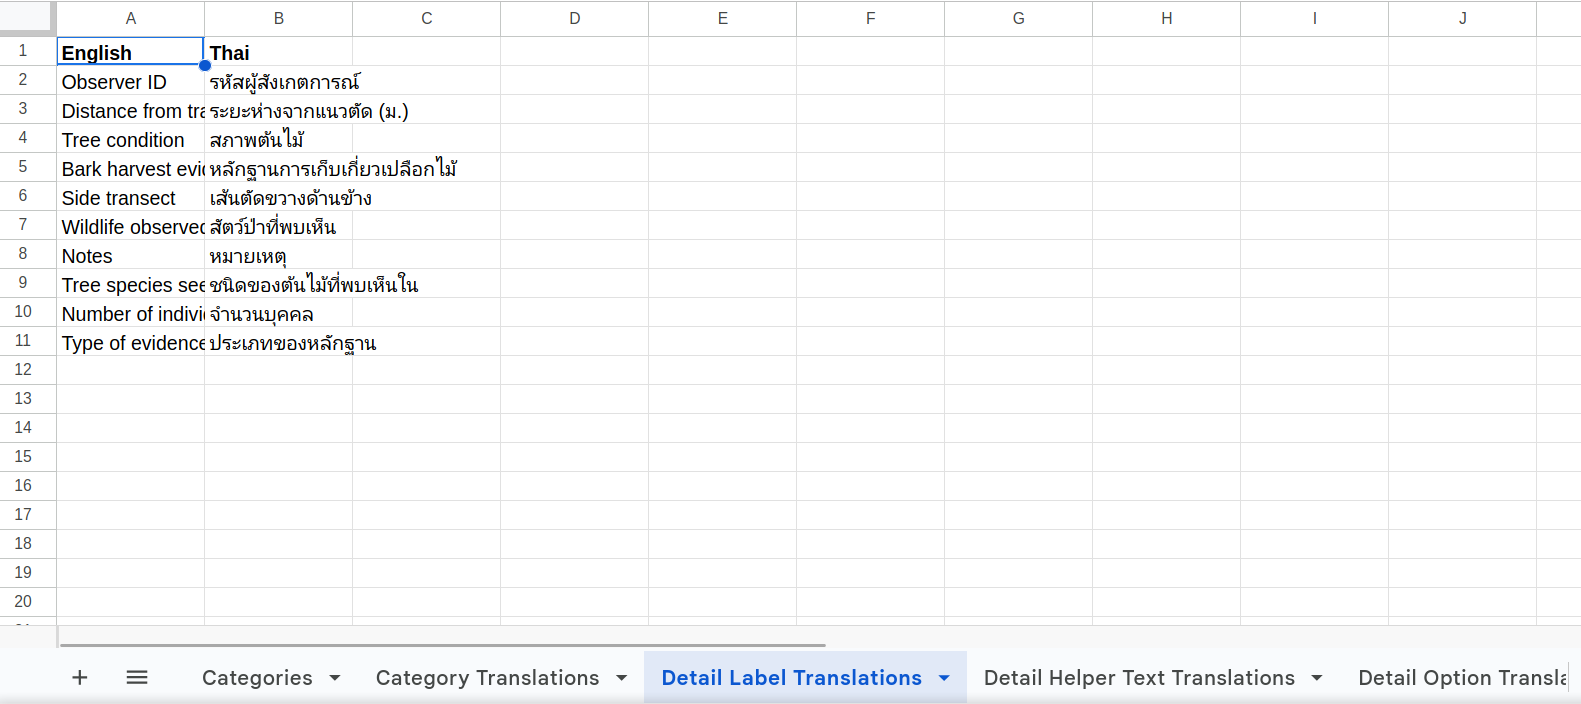 A B C D E F G H I J
1 English Thai
2 Observer ID รหัสผู้สังเกตการณ์
3 Distance from tra ระยะห่างจากแนวตัด (ม.)
4 Tree condition สภาพต้นไม้
5 Bark harvest evid หลักฐานการเก็บเกี่ยวเปลือกไม้
6 Side transect เส้นตัดขวางด้านข้าง
7 Wildlife observed สัตว์ป่าที่พบเห็น
8 Notes หมายเหตุ
9 Tree species see ชนิดของต้นไม้ที่พบเห็นใน
10 Number of individ จำนวนบุคคล
11 Type of evidence ประเภทของหลักฐาน
12
13
14
15
16
17
18
19
20
Categories Category Translations Detail Label Translations Detail Helper Text Translations Detail Option Transla